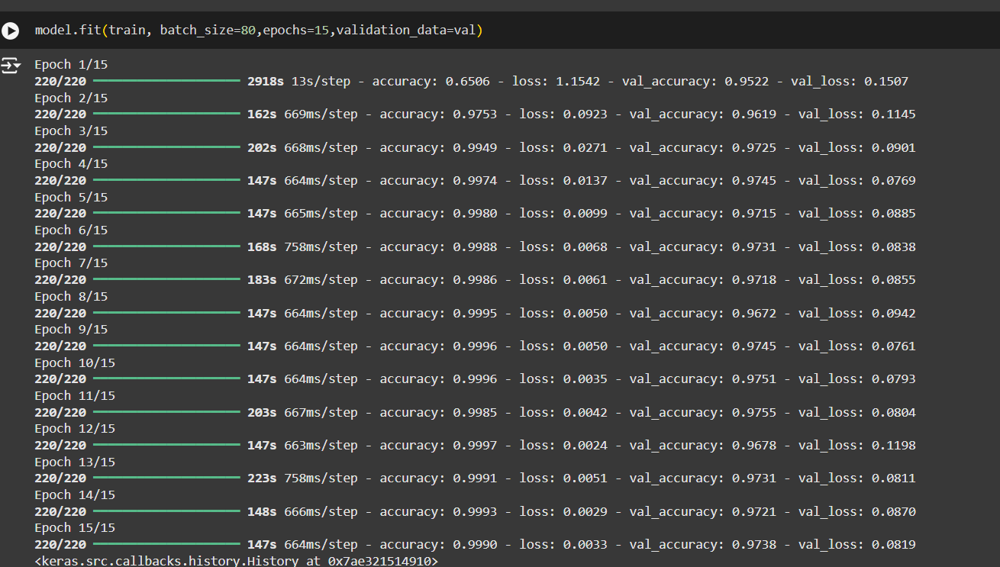 model.fit(train, batch_size=80,epochs=15,validation_data=val)
Epoch 1/15
220/220 2918s 13s/step - accuracy: 0.6506 - loss: 1.1542 - val_accuracy: 0.9522 - val_loss: 0.1507
Epoch 2/15
220/220 162s 669ms/step - accuracy: 0.9753 - loss: 0.0923 - val_accuracy: 0.9619 - val_loss: 0.1145
Epoch 3/15
220/220 202s 668ms/step - accuracy: 0.9949 - loss: 0.0271 - val_accuracy: 0.9725 - val_loss: 0.0901
Epoch 4/15
220/220 147s 664ms/step - accuracy: 0.9974 - loss: 0.0137 - val_accuracy: 0.9745 - val_loss: 0.0769
Epoch 5/15
220/220 147s 665ms/step - accuracy: 0.9980 - loss: 0.0099 - val_accuracy: 0.9715 - val_loss: 0.0885
Epoch 6/15
220/220 168s 758ms/step - accuracy: 0.9988 - loss: 0.0068 - val_accuracy: 0.9731 - val_loss: 0.0838
Epoch 7/15
220/220 183s 672ms/step - accuracy: 0.9986 - loss: 0.0061 - val_accuracy: 0.9718 - val_loss: 0.0855
Epoch 8/15
220/220 147s 664ms/step - accuracy: 0.9995 - loss: 0.0050 - val_accuracy: 0.9672 - val_loss: 0.0942
Epoch 9/15
220/220 147s 664ms/step - accuracy: 0.9996 - loss: 0.0050 - val_accuracy: 0.9745 - val_loss: 0.0761
Epoch 10/15
220/220 147s 664ms/step - accuracy: 0.9996 - loss: 0.0035 - val_accuracy: 0.9751 - val_loss: 0.0793
Epoch 11/15
220/220 203s 667ms/step - accuracy: 0.9985 - loss: 0.0042 - val_accuracy: 0.9755 - val_loss: 0.0804
Epoch 12/15
220/220 147s 663ms/step - accuracy: 0.9997 - loss: 0.0024 - val_accuracy: 0.9678 - val_loss: 0.1198
Epoch 13/15
220/220 223s 758ms/step - accuracy: 0.9991 - loss: 0.0051 - val_accuracy: 0.9731 - val_loss: 0.0811
Epoch 14/15
220/220 148s 666ms/step - accuracy: 0.9993 - loss: 0.0029 - val_accuracy: 0.9721 - val_loss: 0.0870
Epoch 15/15
220/220 147s 664ms/step - accuracy: 0.9990 - loss: 0.0033 - val_accuracy: 0.9738 - val_loss: 0.0819
<keras.src.callbacks.history.History at 0x7ae321514910>